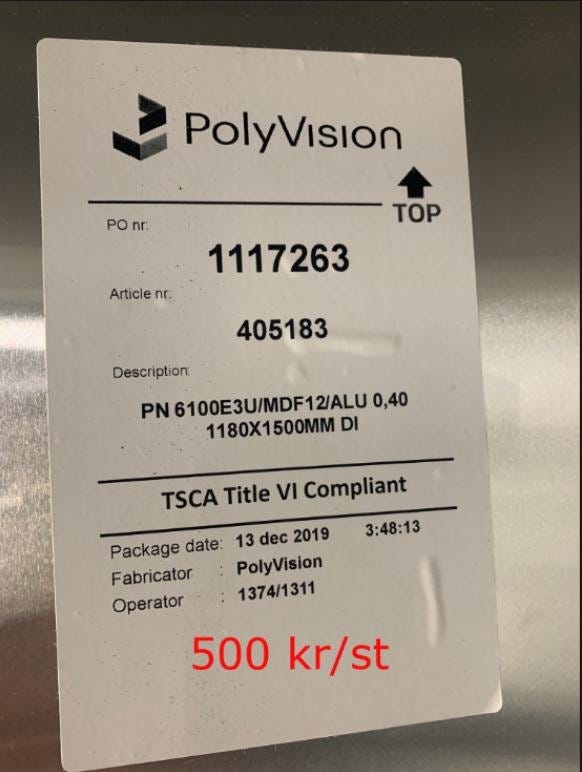 PolyVision
TOP
PO nr:
1117263
Article nr:
405183
Description:
PN 6100E3U/MDF12/ALU 0,40
1180X1500MM DI
TSCA Title VI Compliant
Package date: 13 dec 2019 3:48:13
Fabricator : PolyVision
Operator : 1374/1311
500 kr/st